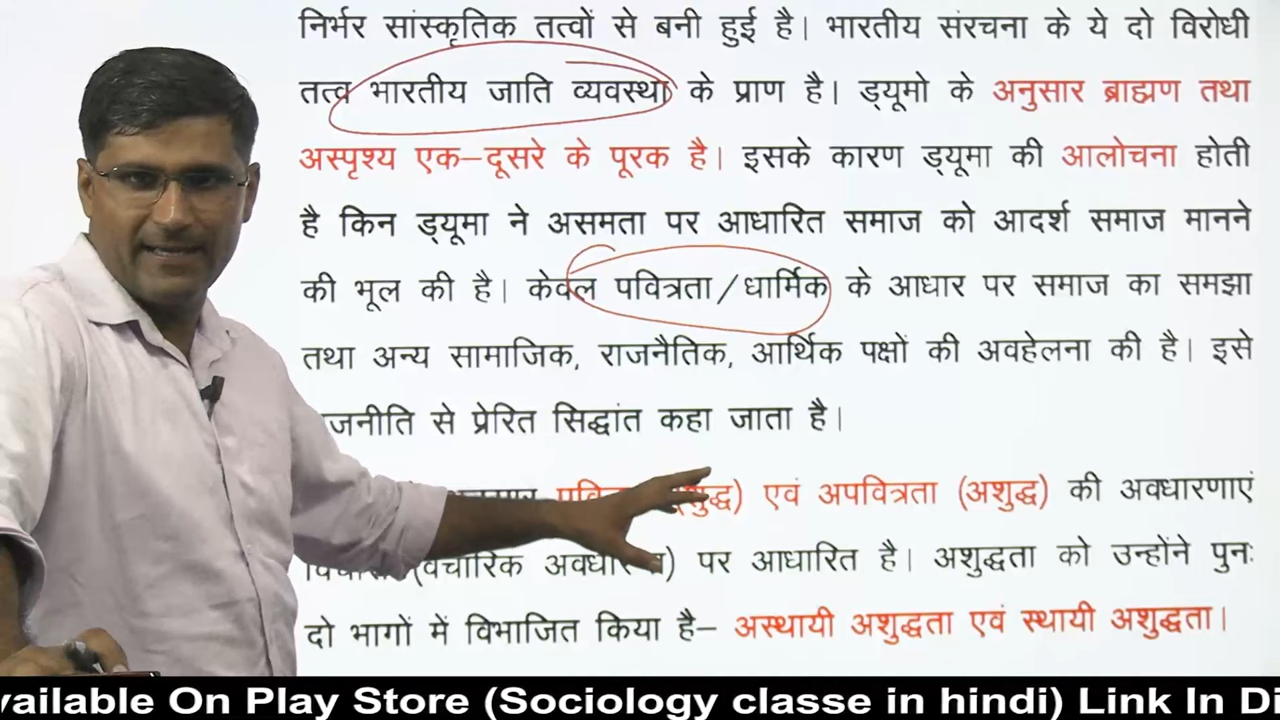 निर्भर सांस्कृतिक तत्वों से बनी हुई है। भारतीय संरचना के ये दो विरोधी
तत्व भारतीय जाति व्यवस्था के प्राण है। ड्यूमो के अनुसार ब्राह्मण तथा
अस्पृश्य एक–दूसरे के पूरक है। इसके कारण ड्यूमा की आलोचना होती
है किन ड्यूमा ने असमता पर आधारित समाज को आदर्श समाज मानने
की भूल की है। केवल पवित्रता/धार्मिक के आधार पर समाज का समझा
तथा अन्य सामाजिक, राजनैतिक, आर्थिक पक्षों की अवहेलना की है। इसे
जनीति से प्रेरित सिद्धांत कहा जाता है।
(शुद्ध) एवं अपवित्रता (अशुद्ध) की अवधारणाएं
पर आधारित है। अशुद्धता को उन्होंने पुनः
दो भागों में विभाजित किया है– अस्थायी अशुद्धता एवं स्थायी अशुद्धता।
vailable On Play Store (Sociology classe in hindi) Link In Di